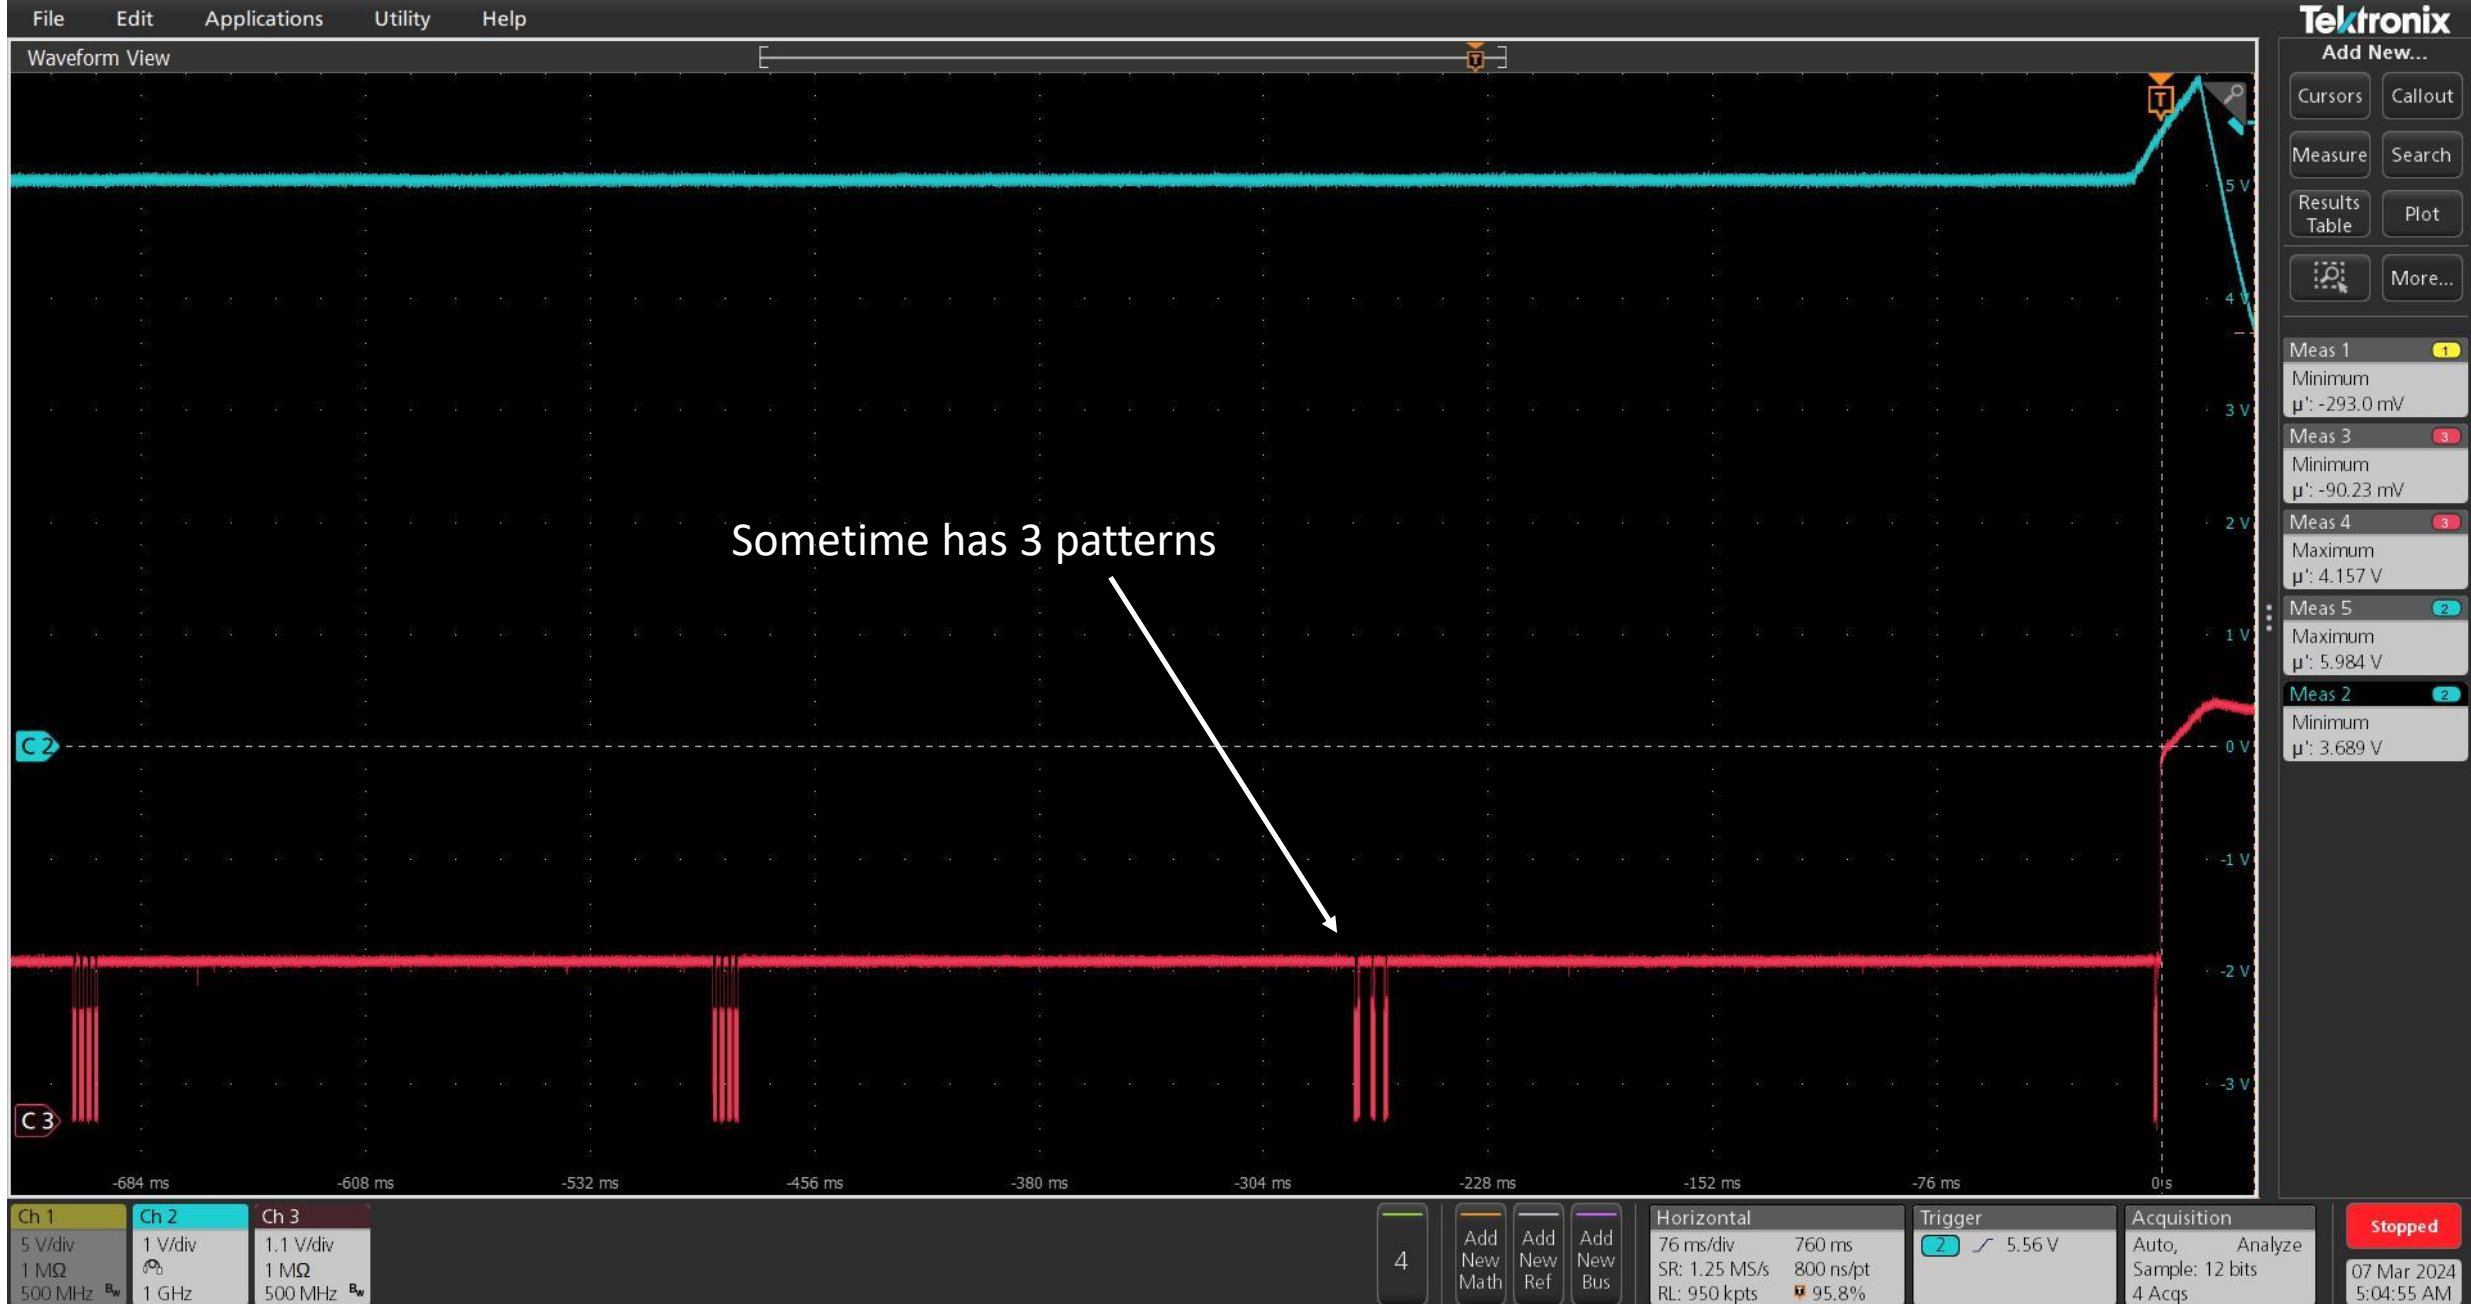 File Edit Applications Utility Help
Tektronix
Waveform View
Add New...
T
T
Cursors Callout
Measure Search
Results Table Plot
More...
5 V
4 V
3 V
2 V
1 V
0 V
-1 V
-2 V
-3 V
Sometime has 3 patterns
C 2
C 3
Meas 1 1
Minimum
µ': -293.0 mV
Meas 3 3
Minimum
µ': -90.23 mV
Meas 4 3
Maximum
µ': 4.157 V
Meas 5 2
Maximum
µ': 5.984 V
Meas 2 2
Minimum
µ': 3.689 V
-684 ms -608 ms -532 ms -456 ms -380 ms -304 ms -228 ms -152 ms -76 ms 0 s
Ch 1
5 V/div
1 MΩ
500 MHz Bw
Ch 2
1 V/div
1 GHz
Ch 3
1.1 V/div
1 MΩ
500 MHz Bw
4
Add
New
Math
Add
New
Ref
Add
New
Bus
Horizontal
76 ms/div 760 ms
SR: 1.25 MS/s 800 ns/pt
RL: 950 kpts 95.8%
Trigger
2 5.56 V
Acquisition
Auto, Analyze
Sample: 12 bits
4 Acqs
Stopped
07 Mar 2024
5:04:55 AM